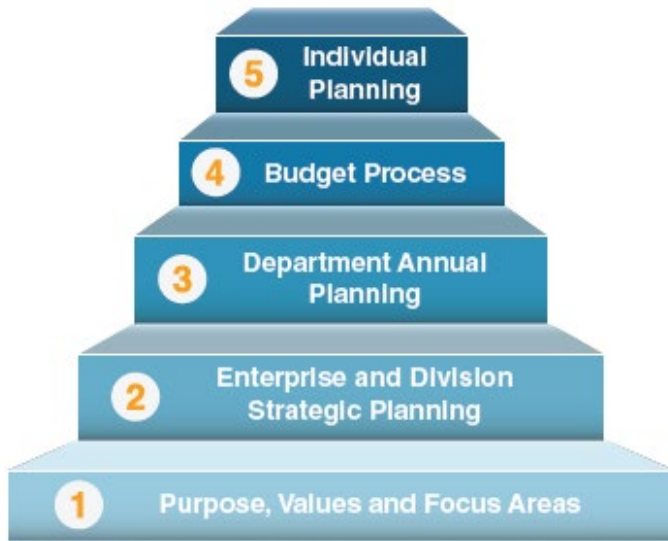 5 Individual
Planning
4 Budget Process
3 Department Annual
Planning
2 Enterprise and Division
Strategic Planning
1 Purpose, Values and Focus Areas